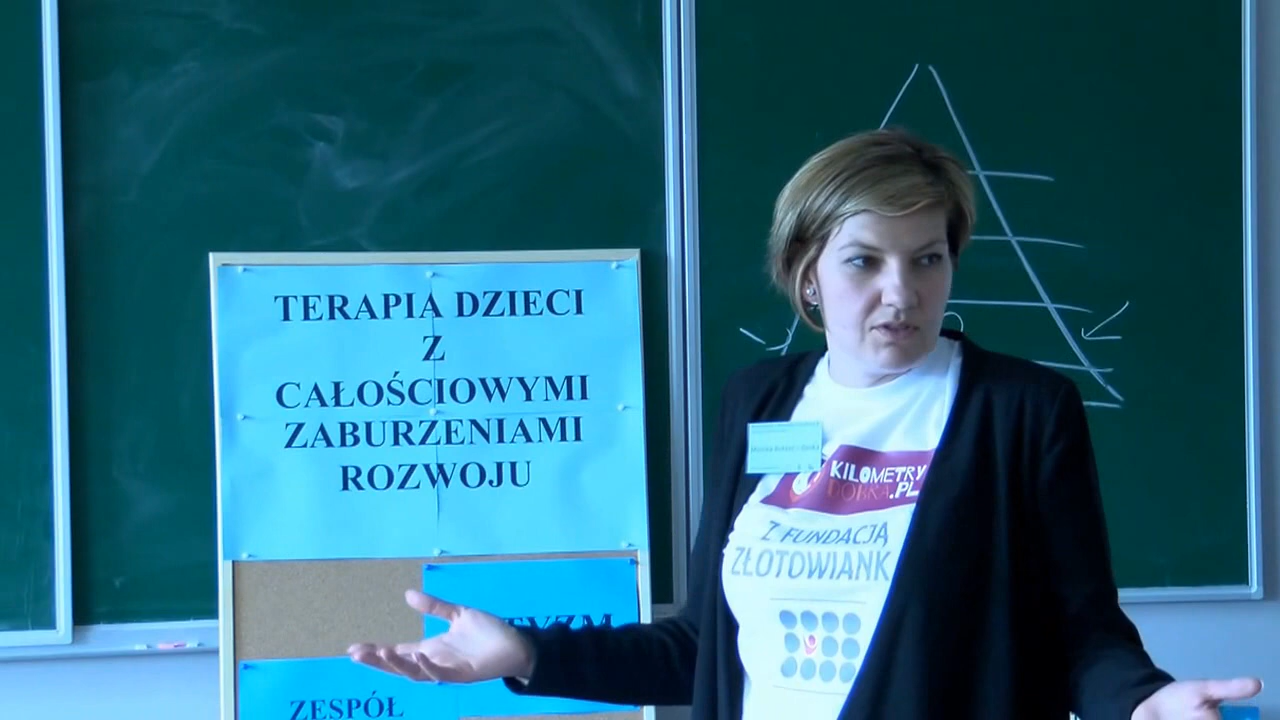 TERAPIA DZIECI
Z
CAŁOŚCIOWYMI
ZABURZENIAMI
ROZWOJU
ZESPÓŁ
KILOMETRY
DOBRA.PL
Z FUNDACJĄ
ZŁOTOWIANK